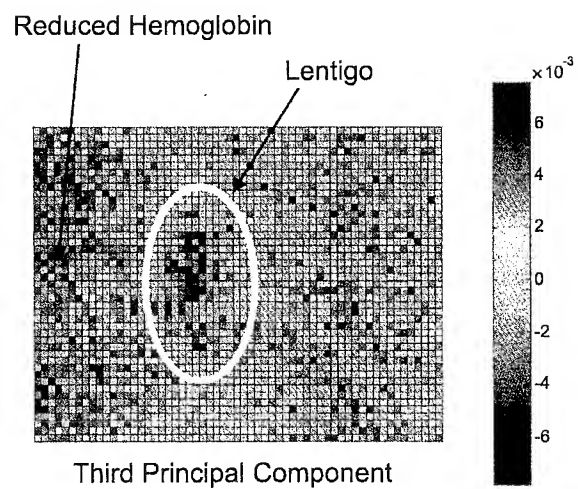 Reduced Hemoglobin
Lentigo
×10⁻³
6
4
2
0
-2
-4
-6
Third Principal Component